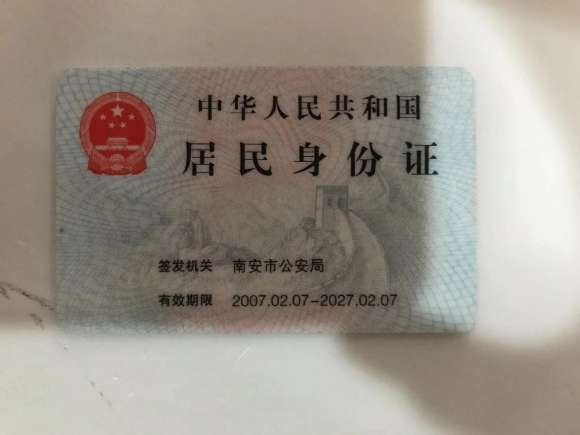 中华人民共和国
居民身份证
签发机关 南安市公安局
有效期限 2007.02.07-2027.02.07